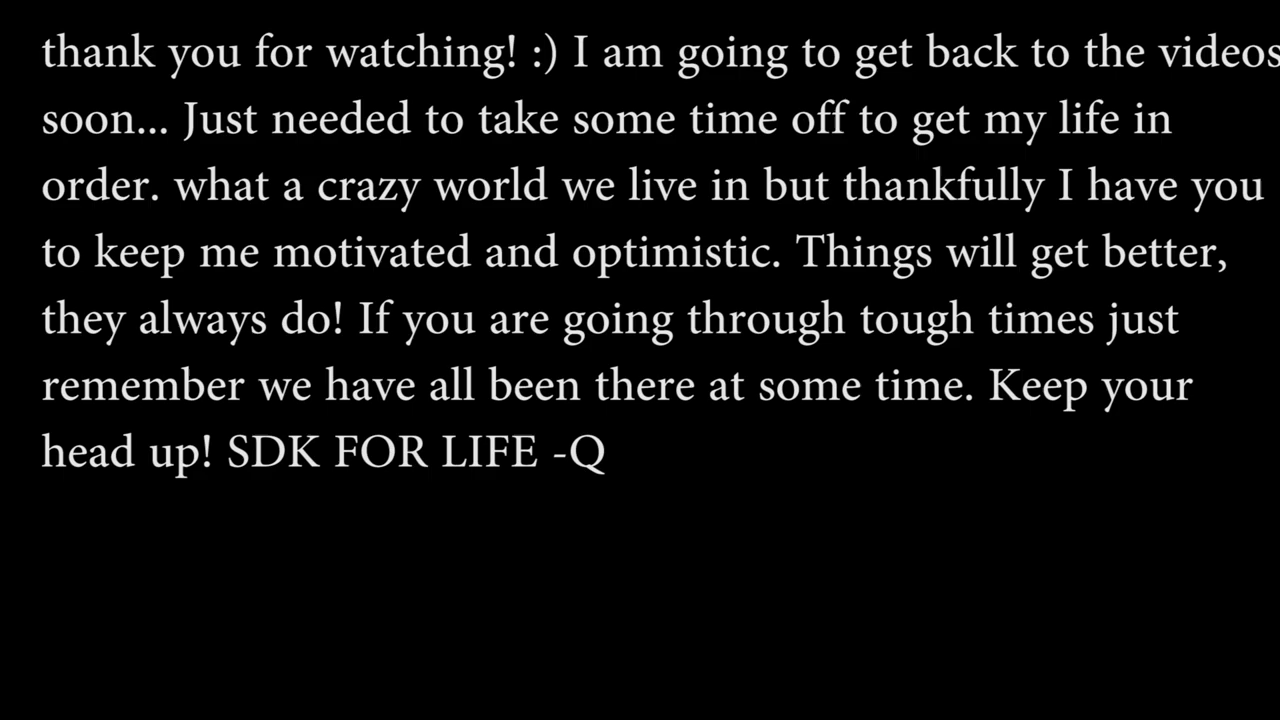 thank you for watching! :) I am going to get back to the videos
soon... Just needed to take some time off to get my life in
order. what a crazy world we live in but thankfully I have you
to keep me motivated and optimistic. Things will get better,
they always do! If you are going through tough times just
remember we have all been there at some time. Keep your
head up! SDK FOR LIFE -Q